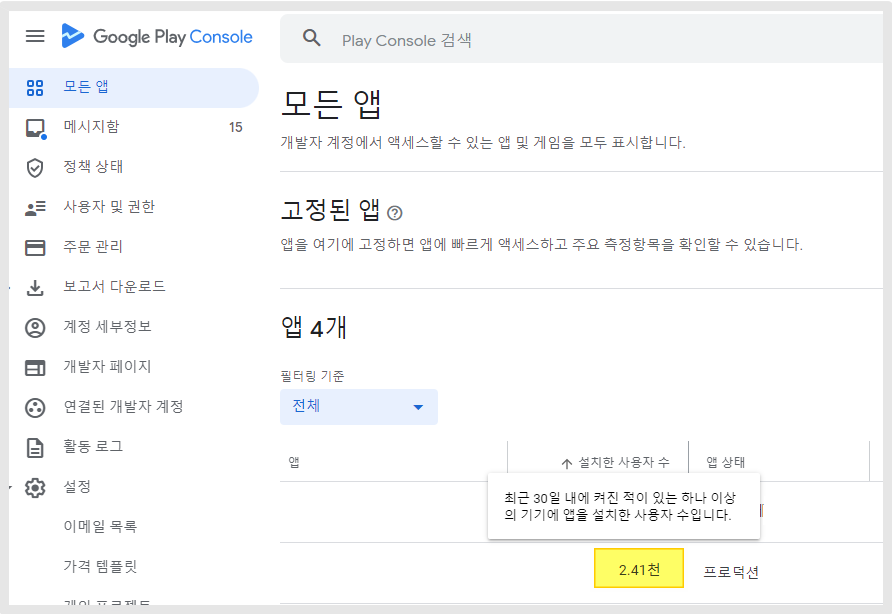 Google Play Console
Play Console 검색
모든 앱
메시지함
15
정책 상태
사용자 및 권한
주문 관리
보고서 다운로드
계정 세부정보
개발자 페이지
연결된 개발자 계정
활동 로그
설정
이메일 목록
가격 템플릿
모든 앱
개발자 계정에서 액세스할 수 있는 앱 및 게임을 모두 표시합니다.
고정된 앱
앱을 여기에 고정하면 앱에 빠르게 액세스하고 주요 측정항목을 확인할 수 있습니다.
앱 4개
필터링 기준
전체
앱
설치한 사용자 수
앱 상태
최근 30일 내에 켜진 적이 있는 하나 이상
의 기기에 앱을 설치한 사용자 수입니다.
2.41천
프로덕션